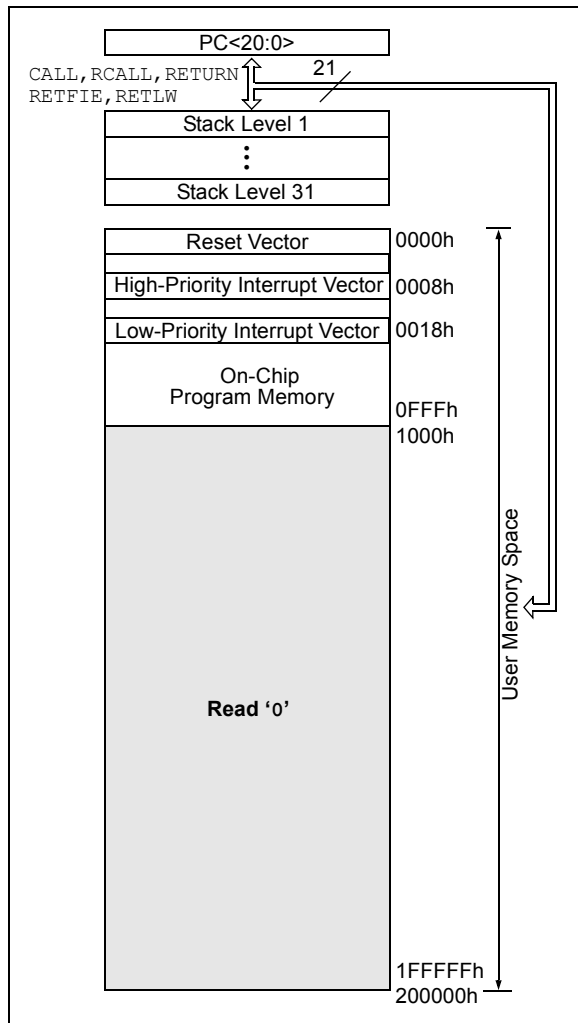 PC<20:0>
CALL,RCALL,RETURN
RETFIE,RETLW
21
Stack Level 1
Stack Level 31
Reset Vector
0000h
High-Priority Interrupt Vector
0008h
Low-Priority Interrupt Vector
0018h
On-Chip
Program Memory
0FFFh
1000h
User Memory Space
Read ‘0’
1FFFFFh
200000h